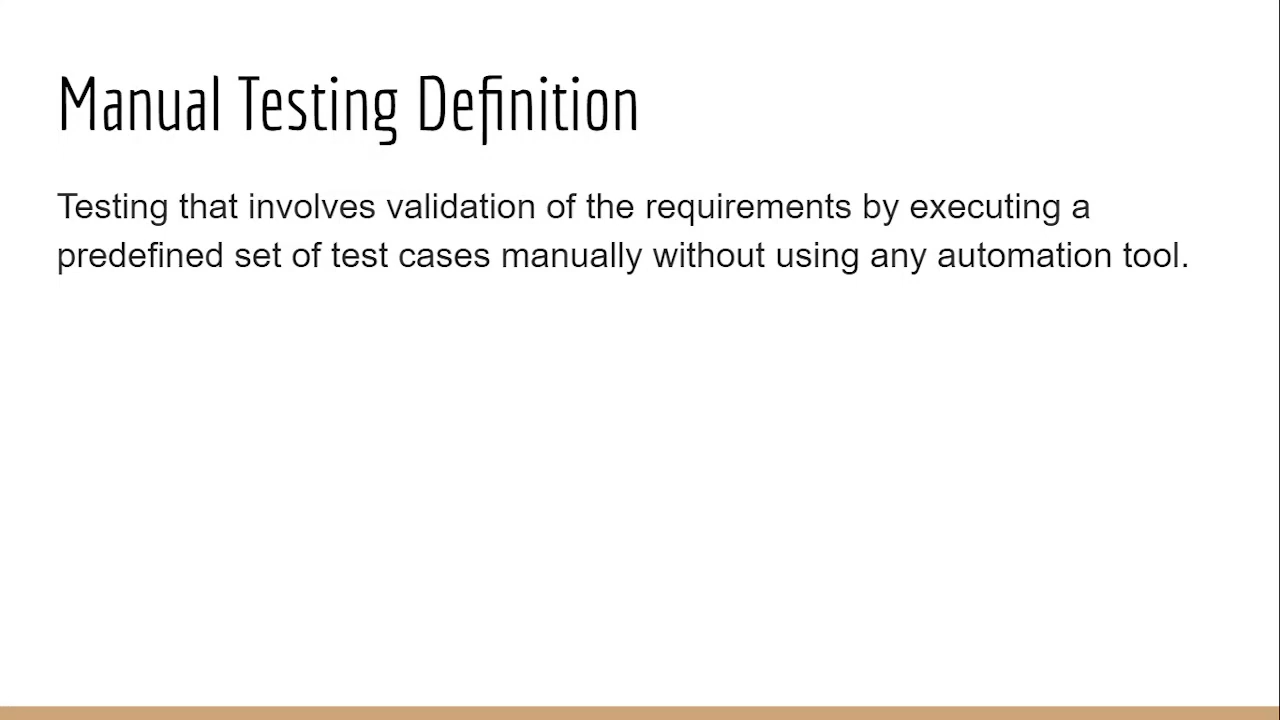 Manual Testing Definition
Testing that involves validation of the requirements by executing a
predefined set of test cases manually without using any automation tool.